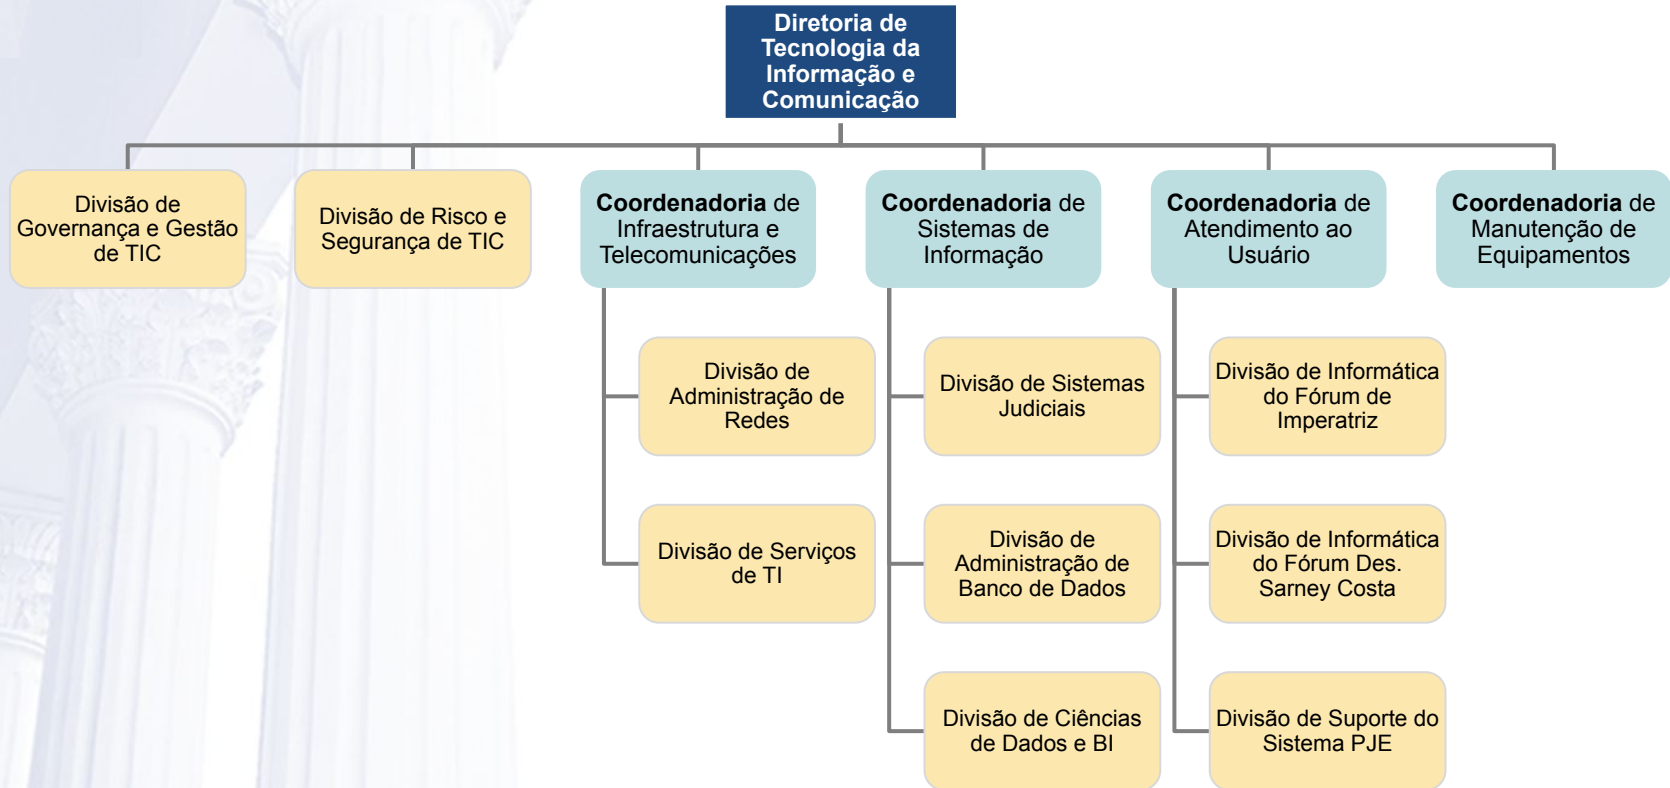 Diretoria de
Tecnologia da
Informação e
Comunicação
Divisão de
Governança e Gestão
de TIC
Divisão de Risco e
Segurança de TIC
Coordenadoria de
Infraestrutura e
Telecomunicações
Coordenadoria de
Sistemas de
Informação
Coordenadoria de
Atendimento ao
Usuário
Coordenadoria de
Manutenção de
Equipamentos
Divisão de
Administração de
Redes
Divisão de Sistemas
Judiciais
Divisão de Informática
do Fórum de
Imperatriz
Divisão de Serviços
de TI
Divisão de
Administração de
Banco de Dados
Divisão de Informática
do Fórum Des.
Sarney Costa
Divisão de Ciências
de Dados e BI
Divisão de Suporte do
Sistema PJE